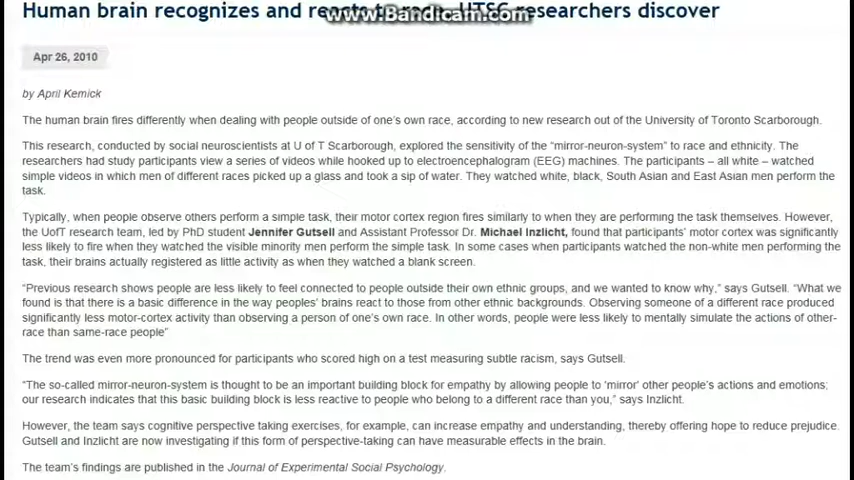 Human brain recognizes and reacts to race, UTSC researchers discover
www.Bandicam.com
Apr 26, 2010
by April Kemick
The human brain fires differently when dealing with people outside of one's own race, according to new research out of the University of Toronto Scarborough.
This research, conducted by social neuroscientists at U of T Scarborough, explored the sensitivity of the “mirror-neuron-system” to race and ethnicity. The
researchers had study participants view a series of videos while hooked up to electroencephalogram (EEG) machines. The participants – all white – watched
simple videos in which men of different races picked up a glass and took a sip of water. They watched white, black, South Asian and East Asian men perform the
task.
Typically, when people observe others perform a simple task, their motor cortex region fires similarly to when they are performing the task themselves. However,
the UofT research team, led by PhD student Jennifer Gutsell and Assistant Professor Dr. Michael Inzlicht, found that participants' motor cortex was significantly
less likely to fire when they watched the visible minority men perform the simple task. In some cases when participants watched the non-white men performing the
task, their brains actually registered as little activity as when they watched a blank screen.
“Previous research shows people are less likely to feel connected to people outside their own ethnic groups, and we wanted to know why,” says Gutsell. “What we
found is that there is a basic difference in the way peoples' brains react to those from other ethnic backgrounds. Observing someone of a different race produced
significantly less motor-cortex activity than observing a person of one's own race. In other words, people were less likely to mentally simulate the actions of other-
race than same-race people”
The trend was even more pronounced for participants who scored high on a test measuring subtle racism, says Gutsell.
“The so-called mirror-neuron-system is thought to be an important building block for empathy by allowing people to 'mirror' other people's actions and emotions;
our research indicates that this basic building block is less reactive to people who belong to a different race than you,” says Inzlicht.
However, the team says cognitive perspective taking exercises, for example, can increase empathy and understanding, thereby offering hope to reduce prejudice.
Gutsell and Inzlicht are now investigating if this form of perspective-taking can have measurable effects in the brain.
The team's findings are published in the Journal of Experimental Social Psychology.